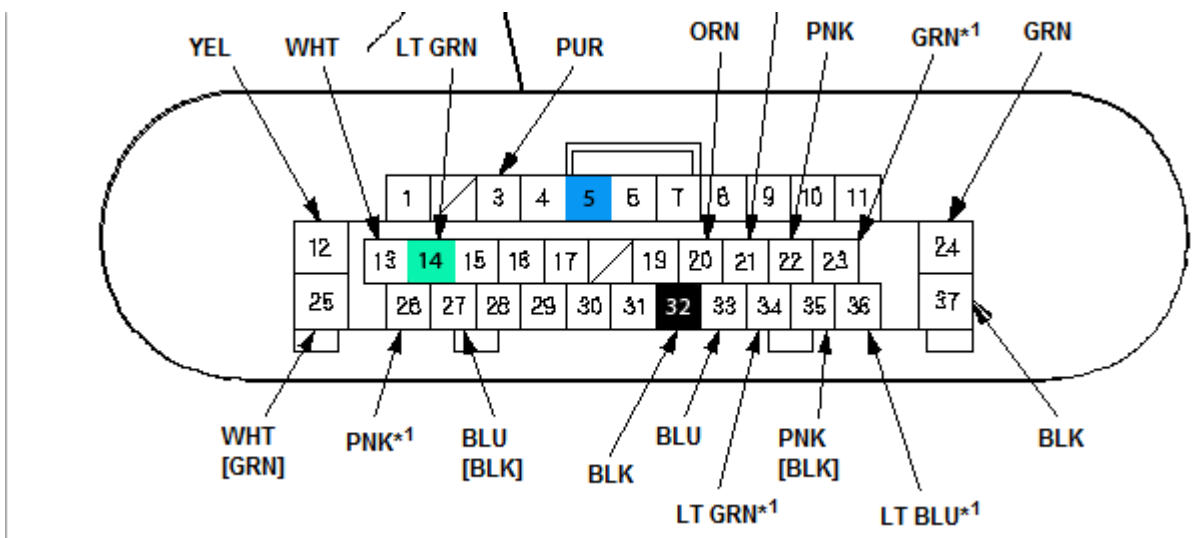 YEL WHT LT GRN PUR ORN PNK GRN*1 GRN
1 3 4 5 6 7 8 9 10 11
12 13 14 15 16 17 19 20 21 22 23 24
25 26 27 28 29 30 31 32 33 34 35 36 37
WHT
[GRN]
PNK*1
BLU
[BLK]
BLK
BLU
LT GRN*1
PNK
[BLK]
LT BLU*1
BLK